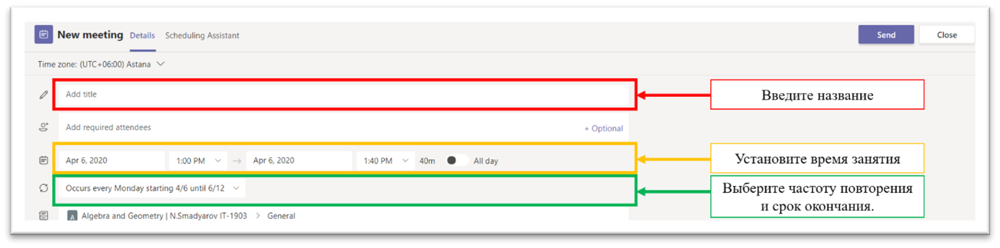 New meeting Details Scheduling Assistant Send Close
Time zone: (UTC+06:00) Astana
Add title
Введите название
Add required attendees + Optional
Apr 6, 2020 1:00 PM → Apr 6, 2020 1:40 PM 40m All day
Установите время занятия
Occurs every Monday starting 4/6 until 6/12
Выберите частоту повторения
и срок окончания.
A Algebra and Geometry | N.Smadyarov IT-1903 > General